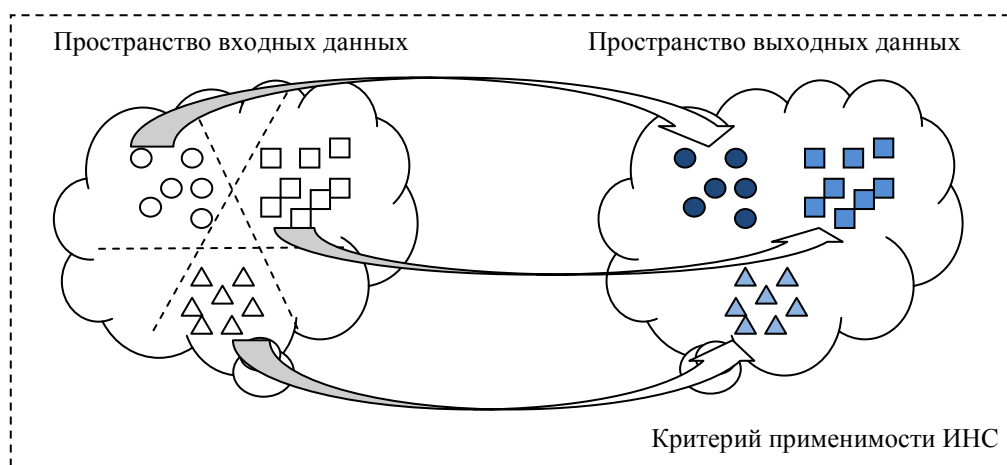 Пространство входных данных
Пространство выходных данных
Критерий применимости ИНС